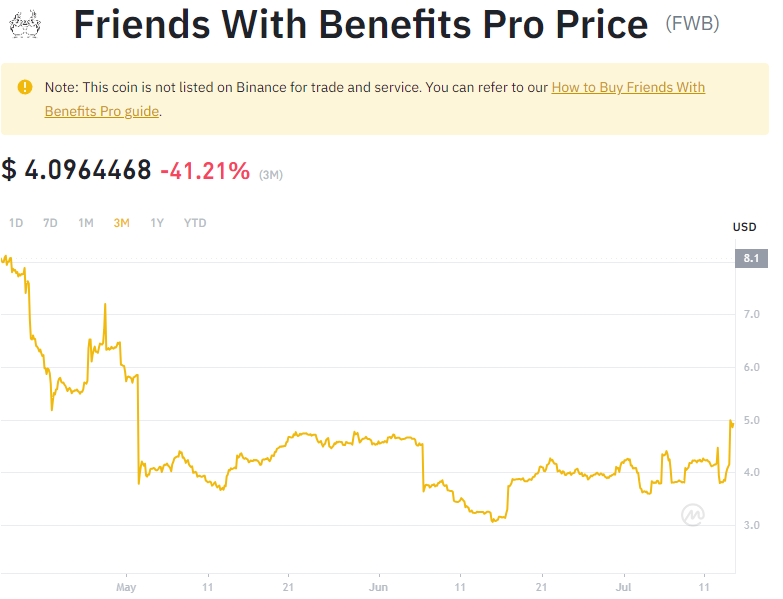 Friends With Benefits Pro Price (FWB)
Note: This coin is not listed on Binance for trade and service. You can refer to our How to Buy Friends With
Benefits Pro guide.
$ 4.0964468 -41.21% (3M)
1D 7D 1M 3M 1Y YTD
USD
8.1
7.0
6.0
5.0
4.0
3.0
May 11 21 Jun 11 21 Jul 11